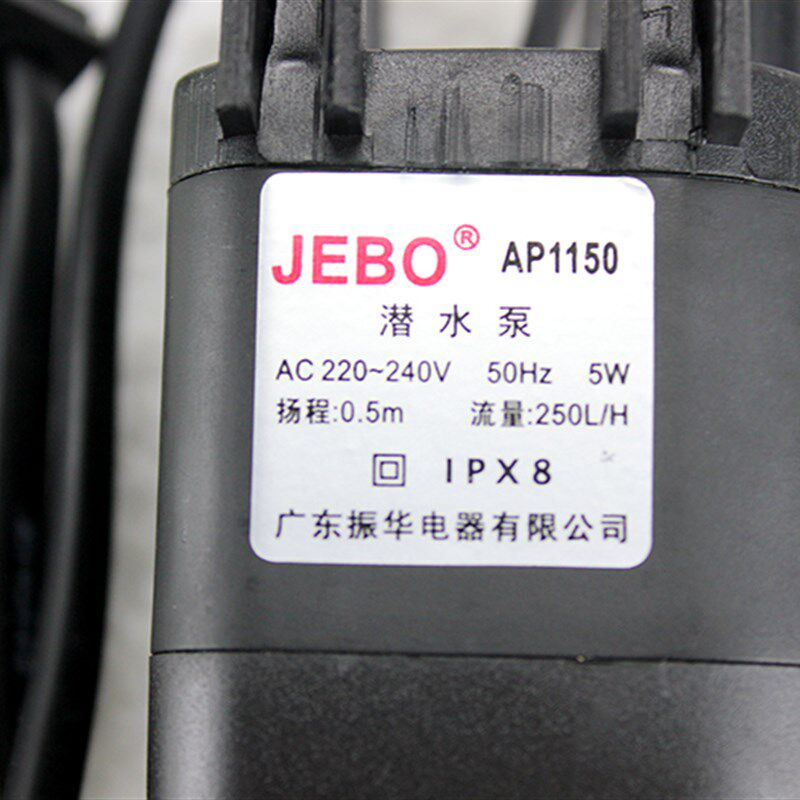 JEBO® AP1150
潜水泵
AC 220~240V 50Hz 5W
扬程:0.5m 流量:250L/H
IPX8
广东振华电器有限公司